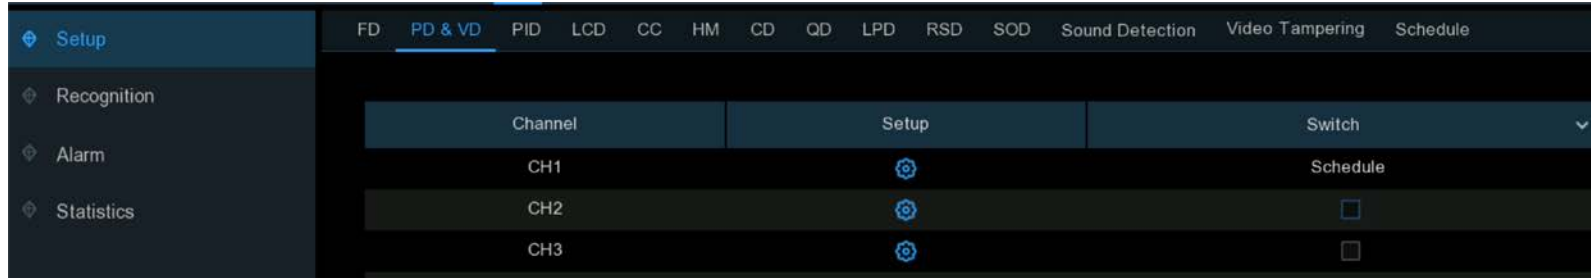 Setup
Recognition
Alarm
Statistics
FD PD & VD PID LCD CC HM CD QD LPD RSD SOD Sound Detection Video Tampering Schedule
Channel Setup Switch
CH1 Schedule
CH2
CH3